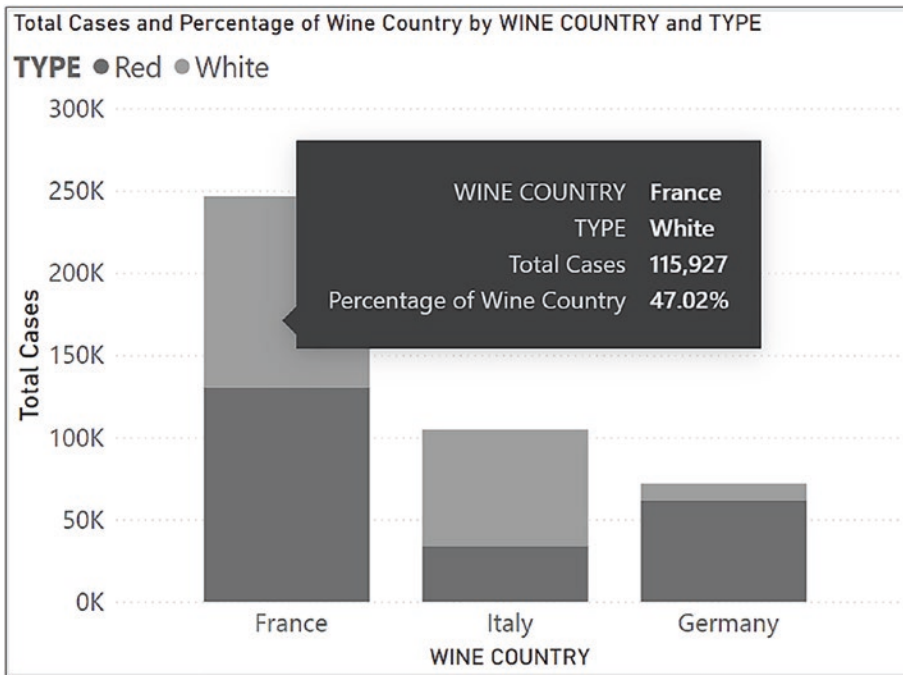 Total Cases and Percentage of Wine Country by WINE COUNTRY and TYPE
TYPE Red White
300K
250K
200K
150K
100K
50K
0K
Total Cases
WINE COUNTRY France
TYPE White
Total Cases 115,927
Percentage of Wine Country 47.02%
France Italy Germany
WINE COUNTRY